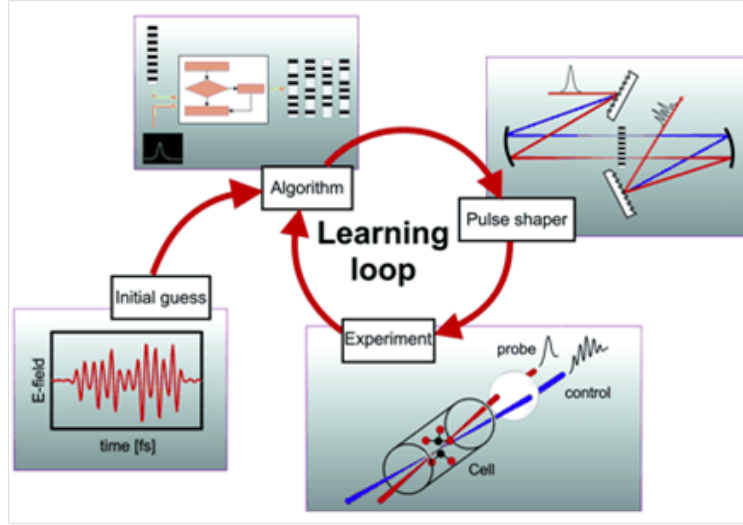 Algorithm
Pulse shaper
Learning
loop
Initial guess
Experiment
probe
control
E-field
time [fs]
Cell